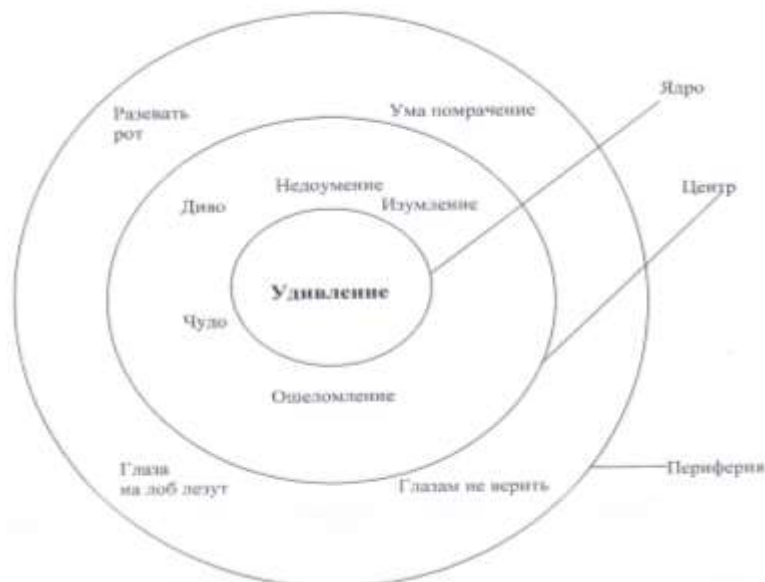 Ядро
Разевать
рот
Ума помрачение
Центр
Недоумение
Диво
Изумление
Удивление
Чудо
Ошеломление
Глаза
на лоб лезут
Глазам не верить
Периферия